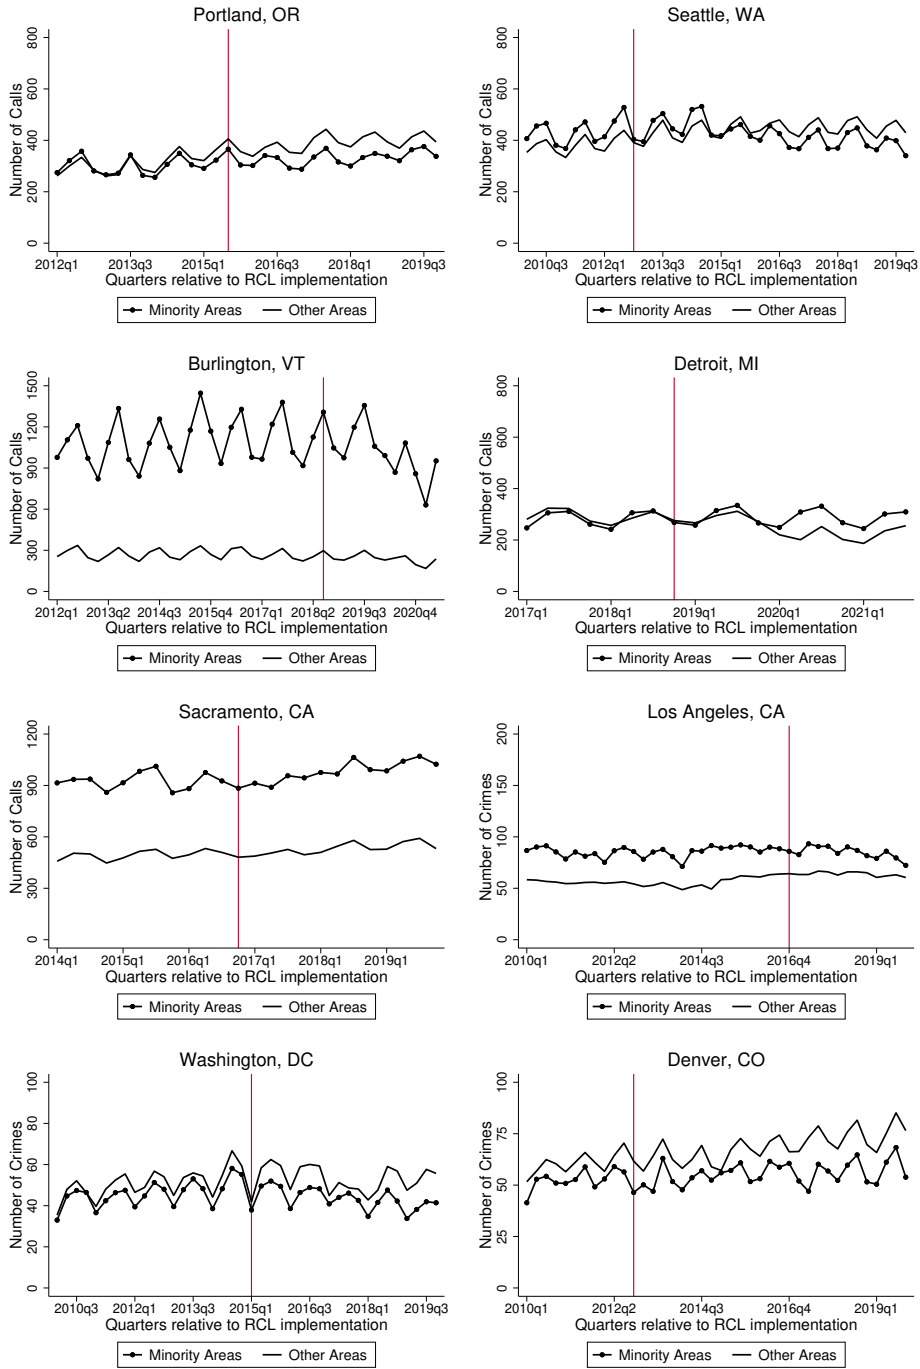 Portland, OR
Number of Calls
800
600
400
200
0
2012q1 2013q3 2015q1 2016q3 2018q1 2019q3
Quarters relative to RCL implementation
Minority Areas Other Areas
Seattle, WA
Number of Calls
800
600
400
200
0
2010q3 2012q1 2013q3 2015q1 2016q3 2018q1 2019q3
Quarters relative to RCL implementation
Minority Areas Other Areas
Burlington, VT
Number of Calls
1500
1200
900
600
300
0
2012q1 2013q2 2014q3 2015q4 2017q1 2018q2 2019q3 2020q4
Quarters relative to RCL implementation
Minority Areas Other Areas
Detroit, MI
Number of Calls
800
600
400
200
0
2017q1 2018q1 2019q1 2020q1 2021q1
Quarters relative to RCL implementation
Minority Areas Other Areas
Sacramento, CA
Number of Calls
1200
900
600
300
0
2014q1 2015q1 2016q1 2017q1 2018q1 2019q1
Quarters relative to RCL implementation
Minority Areas Other Areas
Los Angeles, CA
Number of Crimes
200
150
100
50
0
2010q1 2012q2 2014q3 2016q4 2019q1
Quarters relative to RCL implementation
Minority Areas Other Areas
Washington, DC
Number of Crimes
100
80
60
40
20
0
2010q3 2012q1 2013q3 2015q1 2016q3 2018q1 2019q3
Quarters relative to RCL implementation
Minority Areas Other Areas
Denver, CO
Number of Crimes
100
75
50
25
0
2010q1 2012q2 2014q3 2016q4 2019q1
Quarters relative to RCL implementation
Minority Areas Other Areas